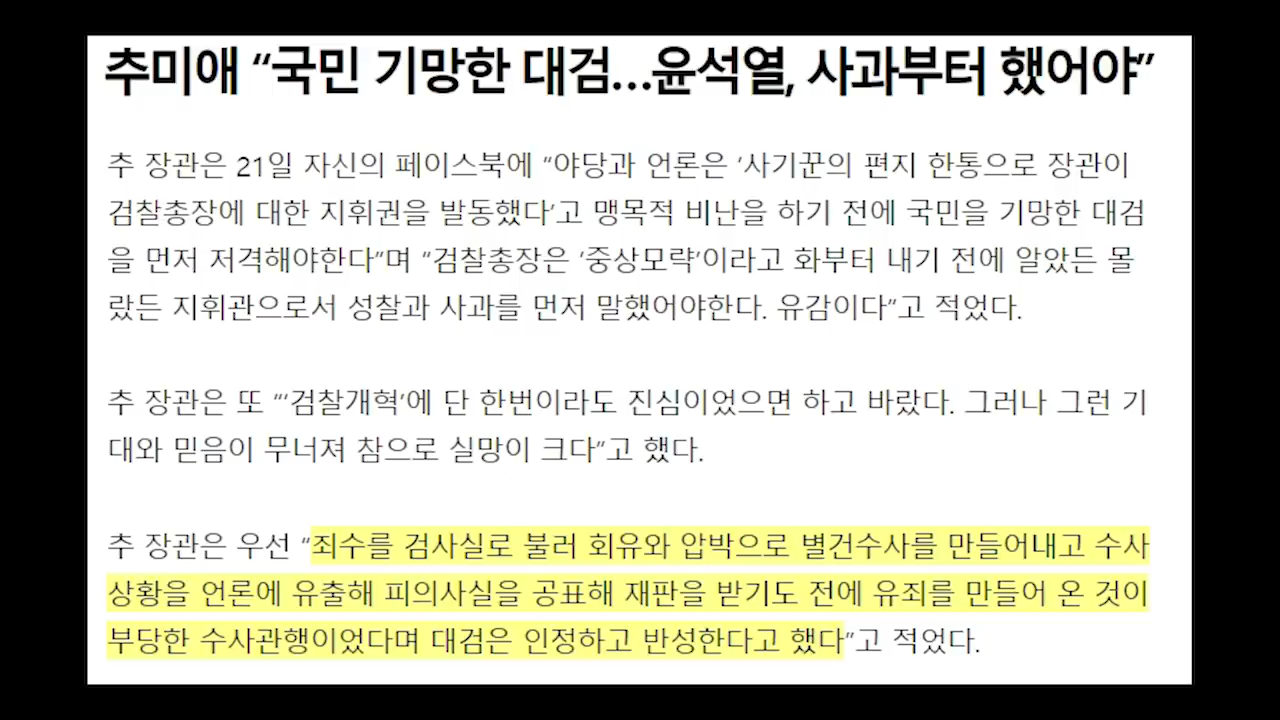 추미애 “국민 기망한 대검...윤석열, 사과부터 했어야”
추 장관은 21일 자신의 페이스북에 “야당과 언론은 ‘사기꾼의 편지 한통으로 장관이
검찰총장에 대한 지휘권을 발동했다’고 맹목적 비난을 하기 전에 국민을 기망한 대검
을 먼저 저격해야한다”며 “검찰총장은 ‘중상모략’이라고 화부터 내기 전에 알았든 몰
랐든 지휘관으로서 성찰과 사과를 먼저 말했어야한다. 유감이다”고 적었다.
추 장관은 또 “‘검찰개혁’에 단 한번이라도 진심이었으면 하고 바랐다. 그러나 그런 기
대와 믿음이 무너져 참으로 실망이 크다”고 했다.
추 장관은 우선 “죄수를 검사실로 불러 회유와 압박으로 별건수사를 만들어내고 수사
상황을 언론에 유출해 피의사실을 공표해 재판을 받기도 전에 유죄를 만들어 온 것이
부당한 수사관행이었다며 대검은 인정하고 반성한다고 했다”고 적었다.